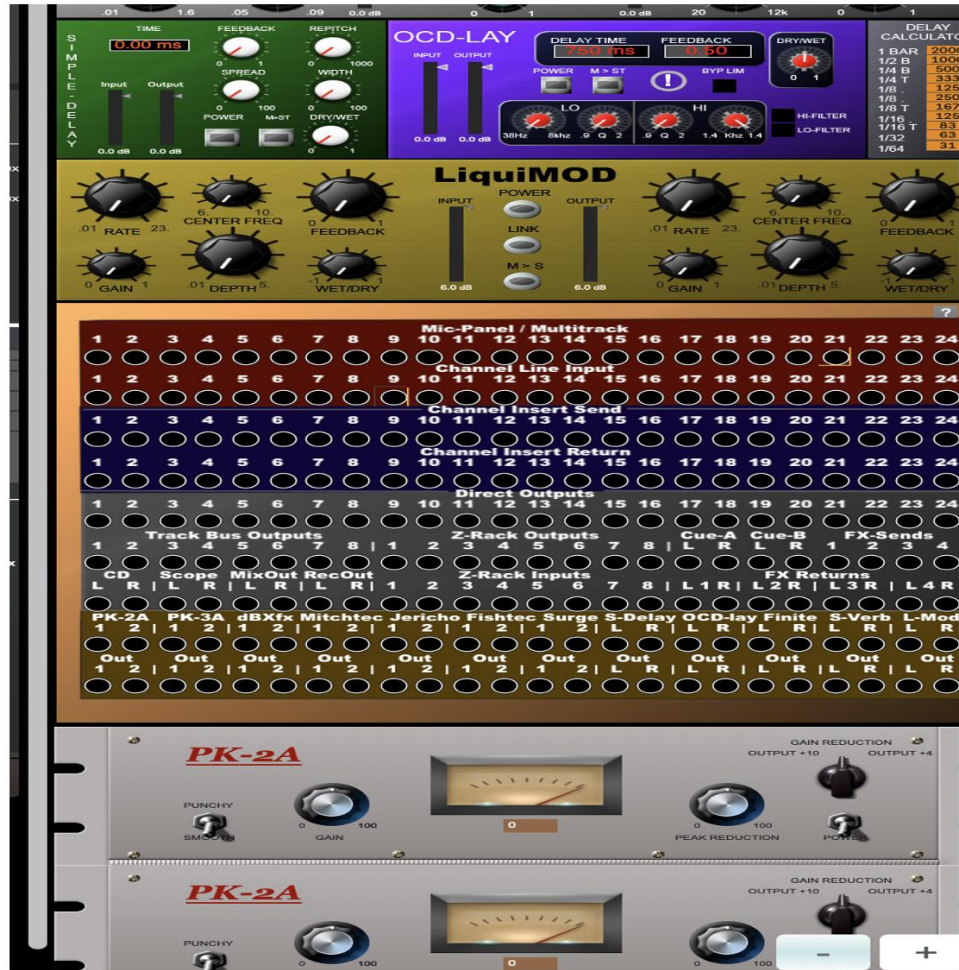 .01 1.6 .05 .09 0.0 dB 0 1 0.0 dB 20 12k 0 1
SIMPLE-DELAY
TIME FEEDBACK REPITCH
0.00 ms
0 100 0 1000
SPREAD WIDTH
Input Output
0 100 0 100
POWER M>ST DRY/WET
0.0 dB 0.0 dB
0 100
OCD-LAY
INPUT OUTPUT
DELAY TIME FEEDBACK DRY/WET
750 ms 0.50
0 1
POWER M > ST BYP LIM
LO HI
38Hz 8khz .9 Q 2 .9 Q 2 1.4 Khz 1.4
HI-FILTER
LO-FILTER
0.0 dB 0.0 dB
DELAY
CALCULATO
1 BAR 2000
1/2 B 1000
1/4 B 500
1/4 T 333
1/8 . 125
1/8 250
1/8 T 167
1/16 . 125
1/16 T 83
1/32 63
1/64 31
LiquiMOD
POWER
INPUT OUTPUT
6. 10. 6. 10.
CENTER FREQ CENTER FREQ
.01 RATE 23. 0 FEEDBACK 1 LINK .01 RATE 23. 0 FEEDBACK
M > S
0 GAIN 1 .01 DEPTH 5. -1 WET/DRY 1 6.0 dB 6.0 dB 0 GAIN 1 .01 DEPTH 5. -1 WET/DRY
?
Mic-Panel / Multitrack
1 2 3 4 5 6 7 8 9 10 11 12 13 14 15 16 17 18 19 20 21 22 23 24
Channel Line Input
1 2 3 4 5 6 7 8 9 10 11 12 13 14 15 16 17 18 19 20 21 22 23 24
Channel Insert Send
1 2 3 4 5 6 7 8 9 10 11 12 13 14 15 16 17 18 19 20 21 22 23 24
Channel Insert Return
1 2 3 4 5 6 7 8 9 10 11 12 13 14 15 16 17 18 19 20 21 22 23 24
Direct Outputs
1 2 3 4 5 6 7 8 9 10 11 12 13 14 15 16 17 18 19 20 21 22 23 24
Track Bus Outputs Z-Rack Outputs Cue-A Cue-B FX-Sends
1 2 3 4 5 6 7 8 | 1 2 3 4 5 6 7 8 | L R L R 1 2 3 4
CD Scope MixOut RecOut Z-Rack Inputs FX Returns
L R | L R | L R | L R | 1 2 3 4 5 6 7 8 | L 1 R | L 2 R | L 3 R | L 4 R
PK-2A PK-3A dBXfx Mitchtec Jericho Fishtec Surge S-Delay OCD-lay Finite S-Verb L-Mod
1 2 | 1 2 | 1 2 | 1 2 | 1 2 | 1 2 | 1 2 | L R | L R | L R | L R | L R
Out Out Out Out Out Out Out Out Out Out Out Out
1 2 | 1 2 | 1 2 | 1 2 | 1 2 | 1 2 | 1 2 | L R | L R | L R | L R | L R
PK-2A
GAIN REDUCTION
OUTPUT +10 OUTPUT +4
PUNCHY
SMOOTH
0 100
GAIN
0
0 100
PEAK REDUCTION
POWER
PK-2A
GAIN REDUCTION
OUTPUT +10 OUTPUT +4
PUNCHY
0 100
0
0 100
- +